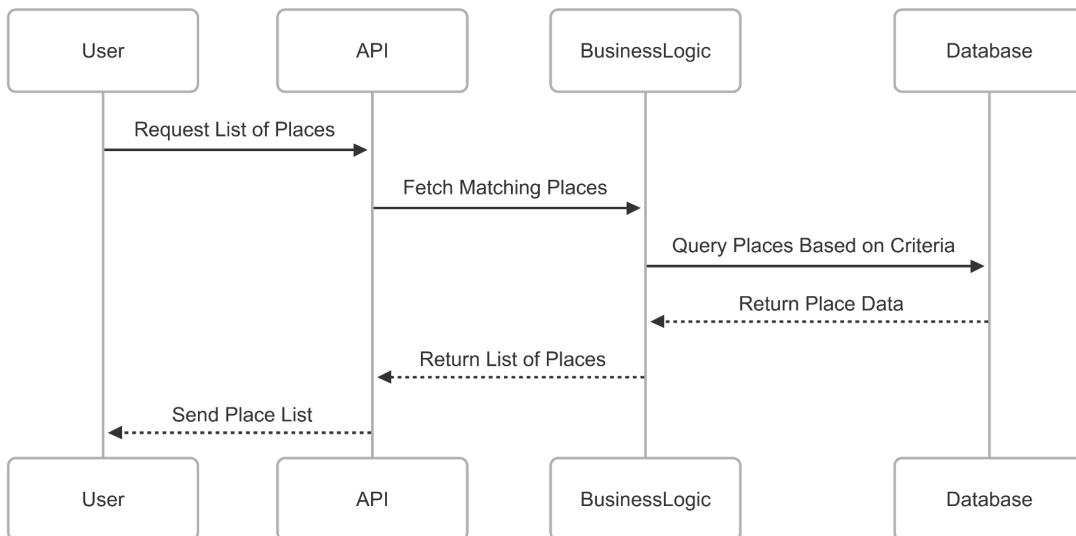 User
API
BusinessLogic
Database
Request List of Places
Fetch Matching Places
Query Places Based on Criteria
Return Place Data
Return List of Places
Send Place List
User
API
BusinessLogic
Database